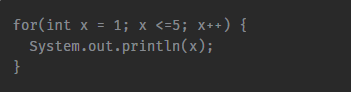 for(int x = 1; x <=5; x++) {
  System.out.println(x);
}